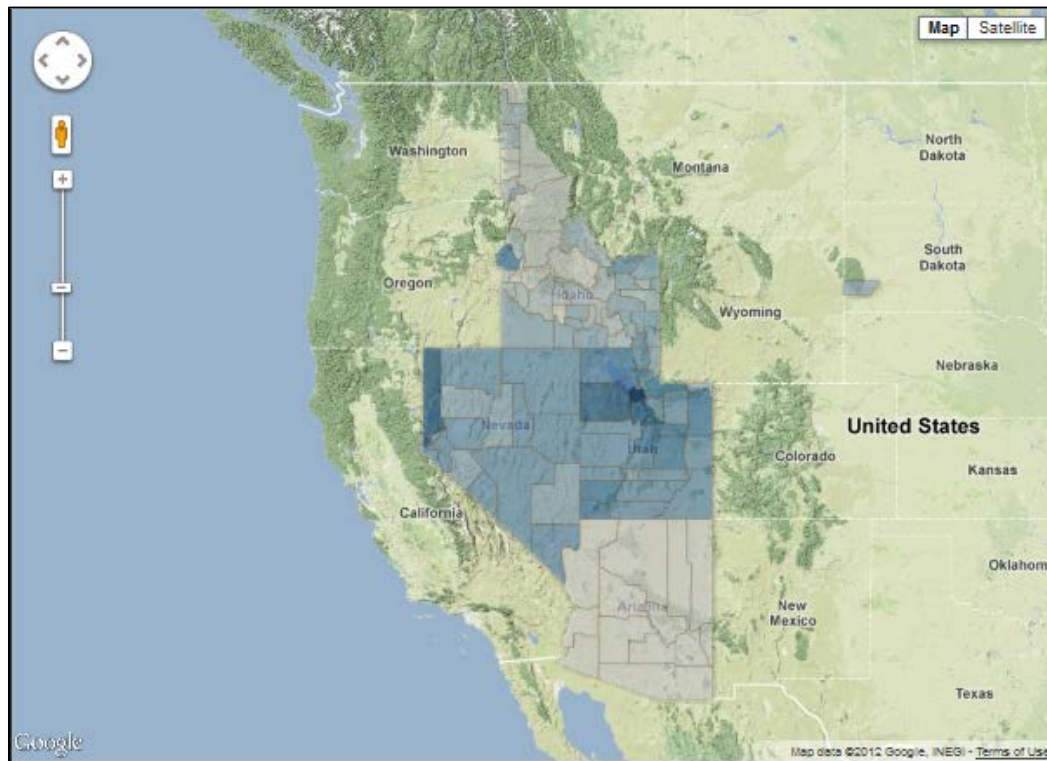 Map Satellite
Washington
Montana
North
Dakota
South
Dakota
Oregon
Idaho
Wyoming
Nebraska
Nevada
United States
Utah
Colorado
Kansas
California
Oklahom
Arizona
New
Mexico
Texas
Google
Map data ©2012 Google, INEGI - Terms of Use